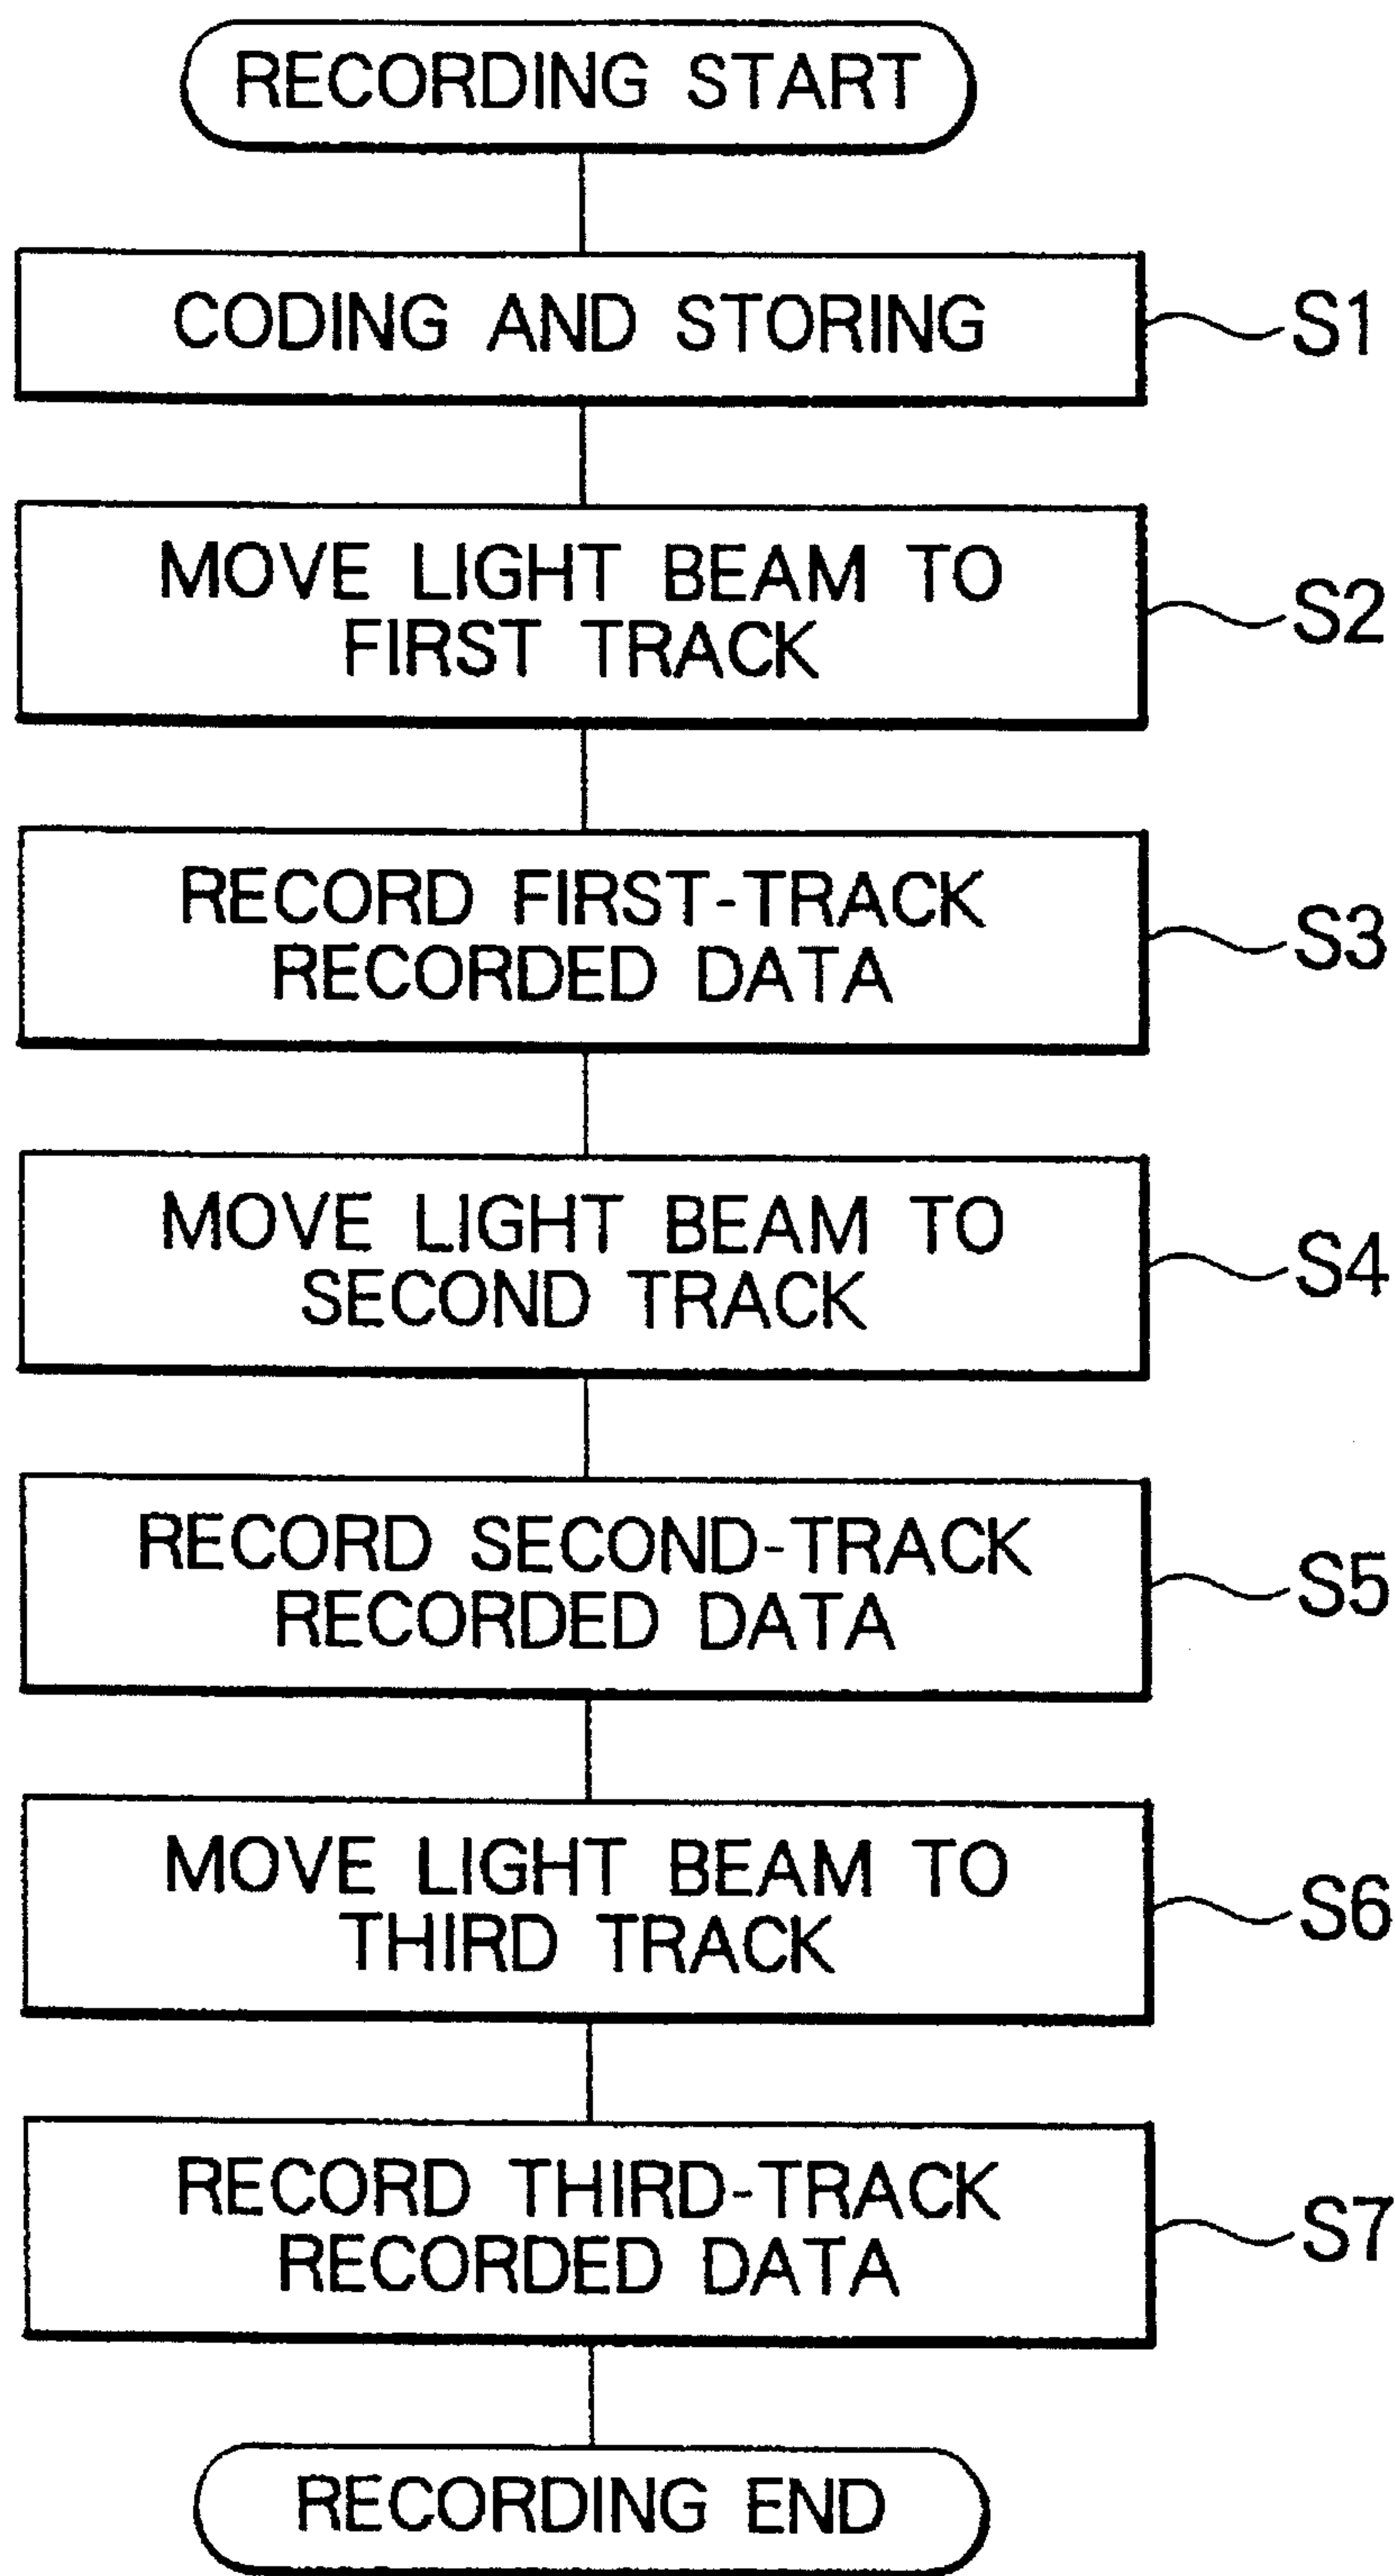 RECORDING START
CODING AND STORING
S1
MOVE LIGHT BEAM TO
FIRST TRACK
S2
RECORD FIRST-TRACK
RECORDED DATA
S3
MOVE LIGHT BEAM TO
SECOND TRACK
S4
RECORD SECOND-TRACK
RECORDED DATA
S5
MOVE LIGHT BEAM TO
THIRD TRACK
S6
RECORD THIRD-TRACK
RECORDED DATA
S7
RECORDING END